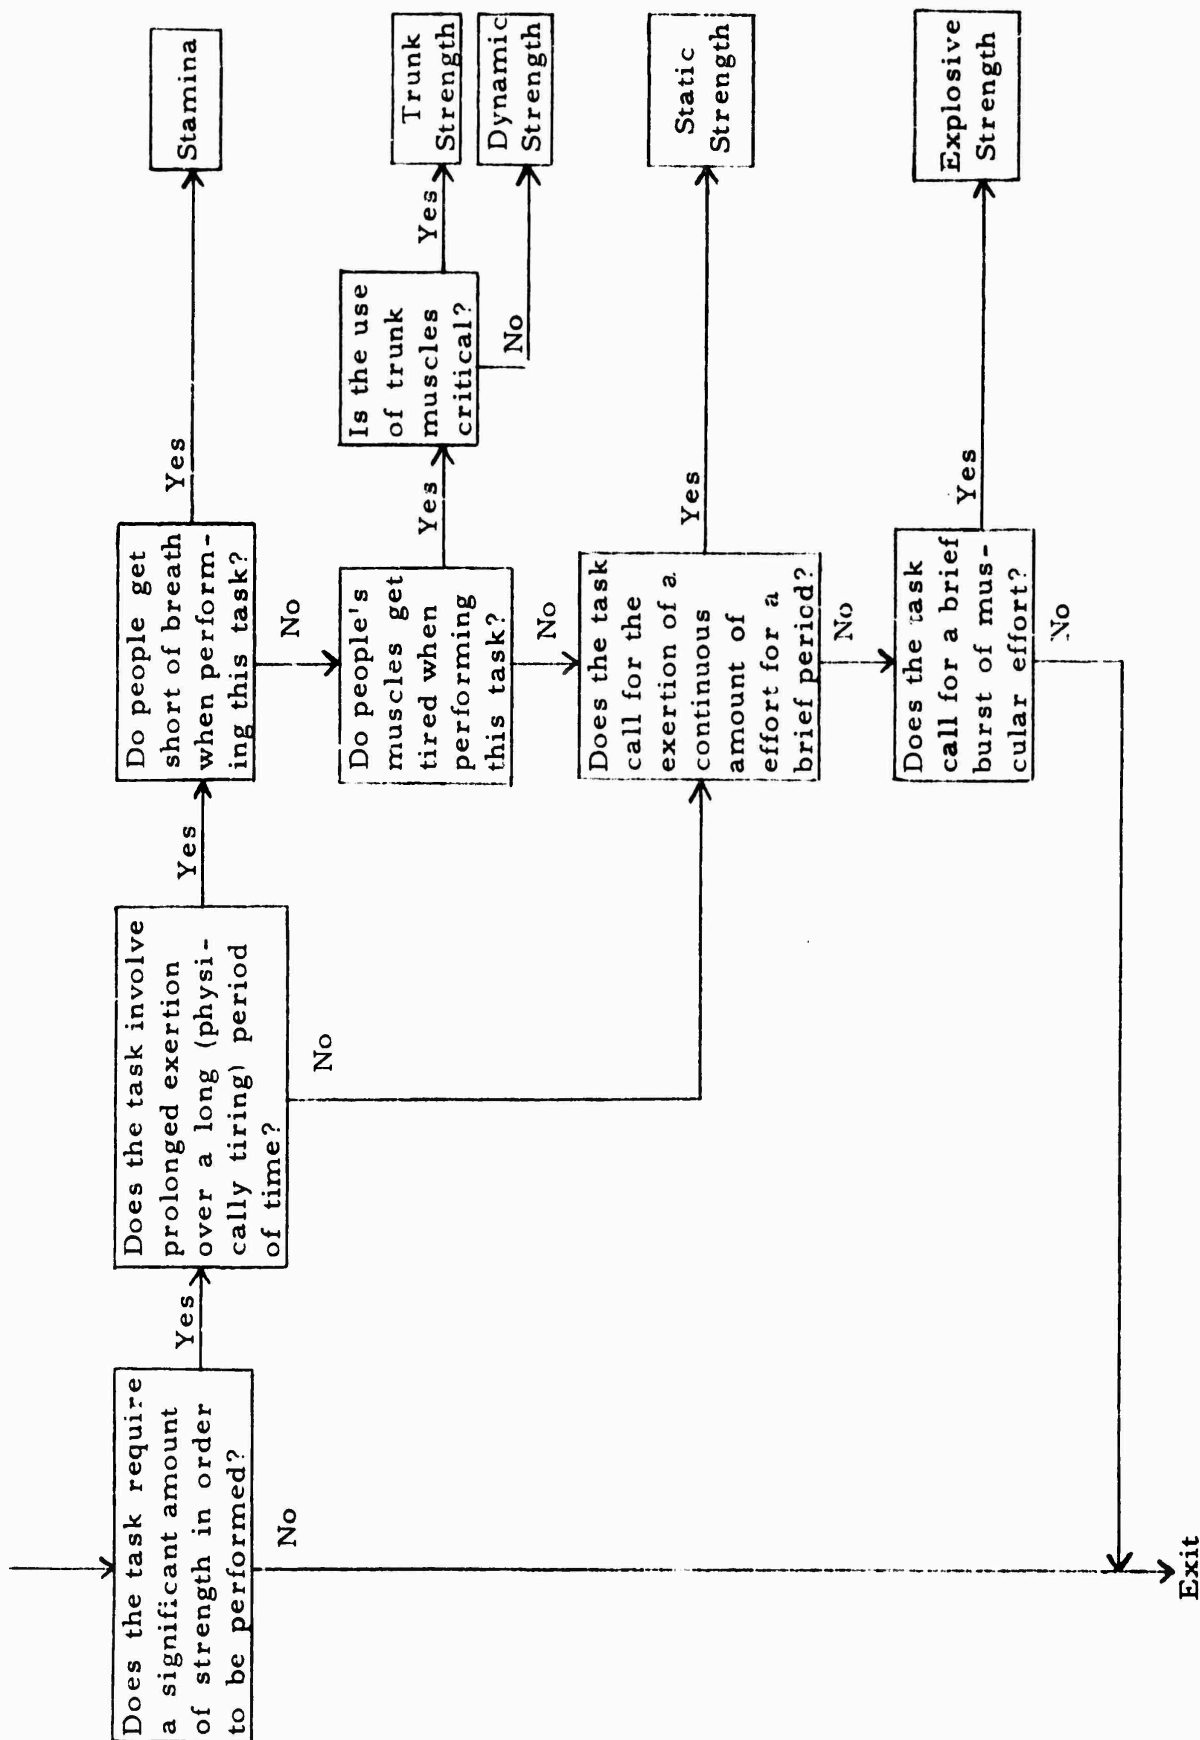 Does the task require
a significant amount
of strength in order
to be performed?
Yes
No
Does the task involve
prolonged exertion
over a long (physi-
cally tiring) period
of time?
Yes
No
Do people get
short of breath
when perform-
ing this task?
Yes
Stamina
No
Do people's
muscles get
tired when
performing
this task?
Yes
Is the use
of trunk
muscles
critical?
Yes
Trunk
Strength
No
Dynamic
Strength
No
Does the task
call for the
exertion of a
continuous
amount of
effort for a
brief period?
Yes
Static
Strength
No
Does the task
call for a brief
burst of mus-
cular effort?
Yes
Explosive
Strength
No
Exit